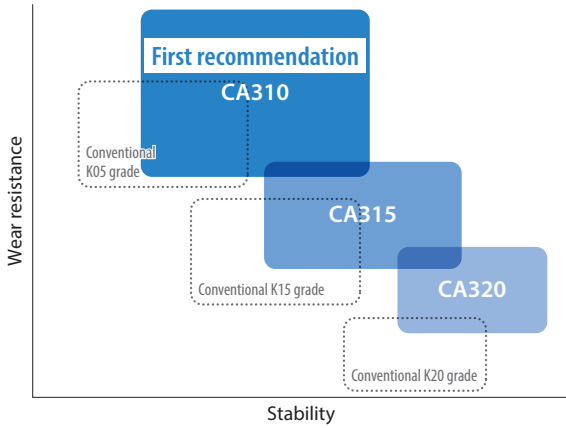 First recommendation
CA310
Conventional
K05 grade
CA315
Conventional K15 grade
CA320
Conventional K20 grade
Wear resistance
Stability